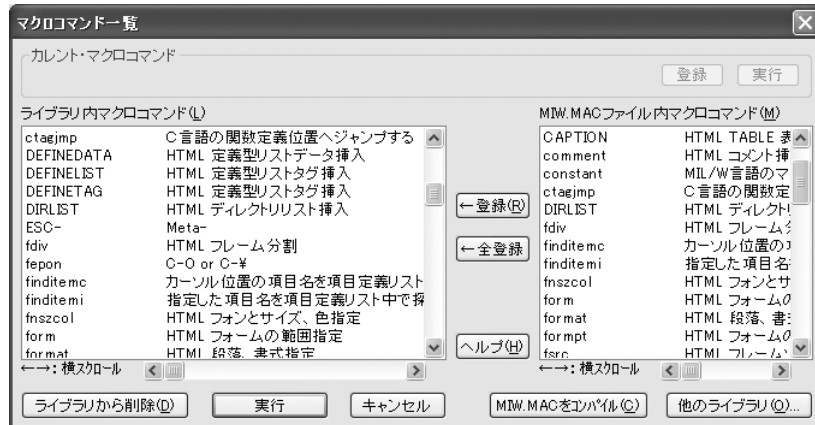 マクロコマンド一覧
カレント・マクロコマンド
登録 実行
ライブラリ内マクロコマンド(L)
ctagjmp C言語の関数定義位置へジャンプする
DEFINEDATA HTML 定義型リストデータ挿入
DEFINELIST HTML 定義型リストタグ挿入
DEFINETAG HTML 定義型リストタグ挿入
DIRLIST HTML ディレクトリリスト挿入
ESC- Meta-
fdiv HTML フレーム分割
fepon C-O or C-¥
finditemc カーソル位置の項目名を項目定義リスト
finditemi 指定した項目名を項目定義リスト中で探
fnszcol HTML フォンとサイズ、色指定
form HTML フォームの範囲指定
format HTML 段落、書式指定
←→：横スクロール
←登録(R)
←全登録
ヘルプ(H)
MIW.MACファイル内マクロコマンド(M)
CAPTION HTML TABLE 表
comment HTML コメント挿
constant MIL/W言語のマ
ctagjmp C言語の関数定
DIRLIST HTML ディレクトリ
fdiv HTML フレーム分
finditemc カーソル位置の
finditemi 指定した項目名
fnszcol HTML フォンとサ
form HTML フォームの
format HTML 段落、書
formpt HTML フォームの
fsrc HTML フレーム
←→：横スクロール
ライブラリから削除(D) 実行 キャンセル MIW.MACをコンパイル(C) 他のライブラリ(O)...